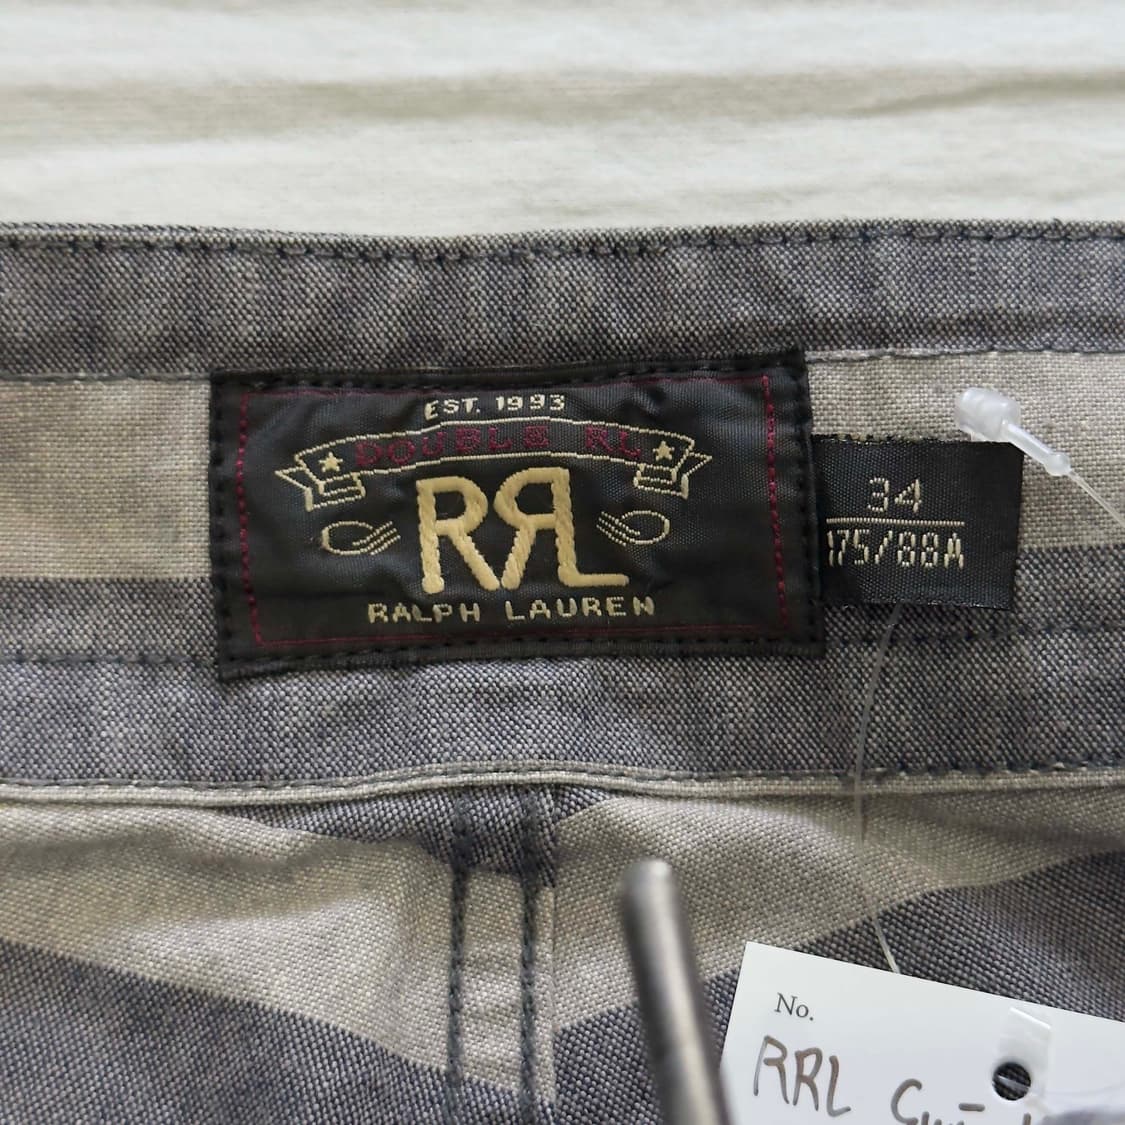 EST. 1993
DOUBLE RL
RRL
RALPH LAUREN
34
175/88A
No.
RRL